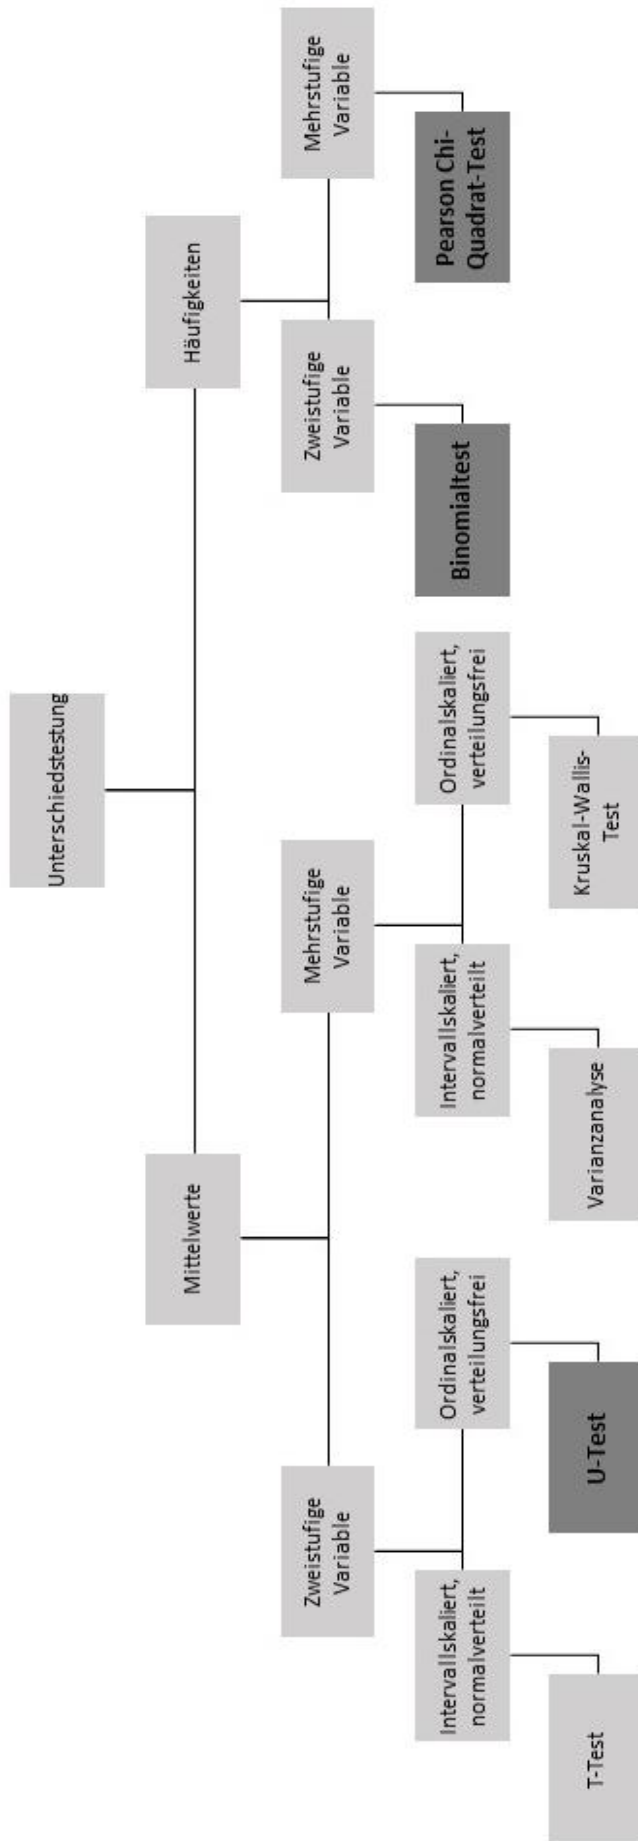 Unterschiedstestung
Mittelwerte
Häufigkeiten
Zweistufige
Variable
Mehrstufige
Variable
Zweistufige
Variable
Mehrstufige
Variable
Intervallskaliert,
normalverteilt
Ordinalskaliert,
verteilungsfrei
Intervallskaliert,
normalverteilt
Ordinalskaliert,
verteilungsfrei
Binomialtest
Pearson Chi-
Quadrat-Test
T-Test
U-Test
Varianzanalyse
Kruskal-Wallis-
Test